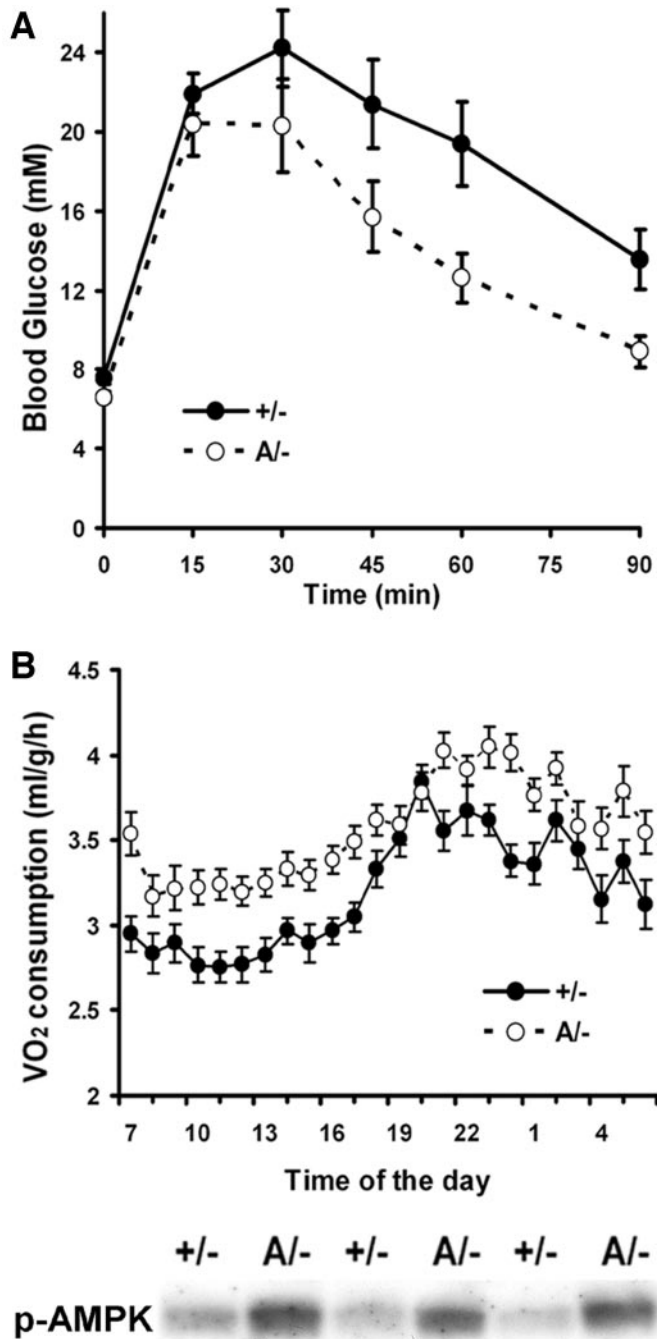 A
Blood Glucose (mM)
24
20
16
12
8
4
0
+/-
A/-
0 15 30 45 60 75 90
Time (min)
B
VO₂ consumption (ml/g/h)
4.5
4
3.5
3
2.5
2
+/-
A/-
7 10 13 16 19 22 1 4
Time of the day
+/- A/- +/- A/- +/- A/-
p-AMPK